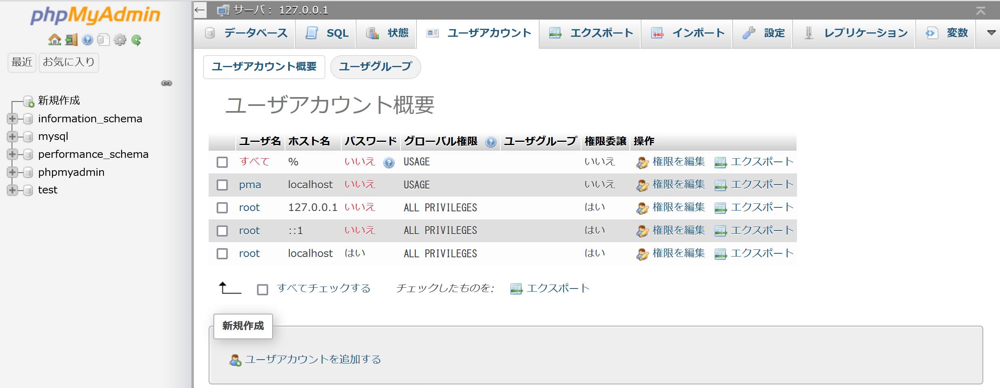 phpMyAdmin
最近 お気に入り
新規作成
information_schema
mysql
performance_schema
phpmyadmin
test
サーバ： 127.0.0.1
データベース SQL 状態 ユーザアカウント エクスポート インポート 設定 レプリケーション 変数
ユーザアカウント概要 ユーザグループ
ユーザアカウント概要
ユーザ名 ホスト名 パスワード グローバル権限 ユーザグループ 権限委譲 操作
すべて % いいえ USAGE いいえ 権限を編集 エクスポート
pma localhost いいえ USAGE いいえ 権限を編集 エクスポート
root 127.0.0.1 いいえ ALL PRIVILEGES はい 権限を編集 エクスポート
root ::1 いいえ ALL PRIVILEGES はい 権限を編集 エクスポート
root localhost はい ALL PRIVILEGES はい 権限を編集 エクスポート
すべてチェックする チェックしたものを: エクスポート
新規作成
ユーザアカウントを追加する